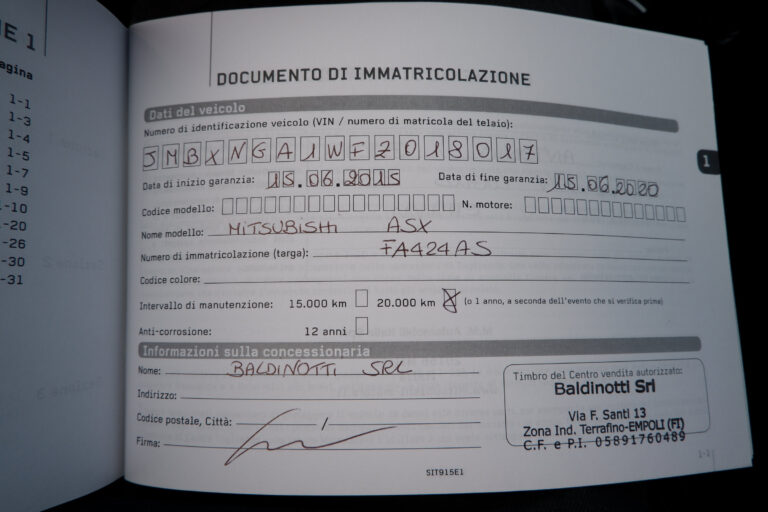 E 1
agina
1-1
1-3
1-4
1-5
1-7
1-9
-10
-20
-26
-30
-31
DOCUMENTO DI IMMATRICOLAZIONE
Dati del veicolo
Numero di identificazione veicolo (VIN / numero di matricola del telaio):
JMBXNGA1WFZ018017
Data di inizio garanzia: 15.06.2015 Data di fine garanzia: 15.06.2020
Codice modello: N. motore:
Nome modello: MITSUBISHI ASX
Numero di immatricolazione (targa): FA424AS
Codice colore:
Intervallo di manutenzione: 15.000 km 20.000 km X (o 1 anno, a seconda dell'evento che si verifica prima)
Anti-corrosione: 12 anni
1
Informazioni sulla concessionaria
Nome: BALDINOTTI SRL
Indirizzo:
Codice postale, Città: /
Firma:
Timbro del Centro vendita autorizzato:
Baldinotti Srl
Via F. Santi 13
Zona Ind. Terrafino-EMPOLI (FI)
C.F. e P.I. 05891760489
SIT915E1